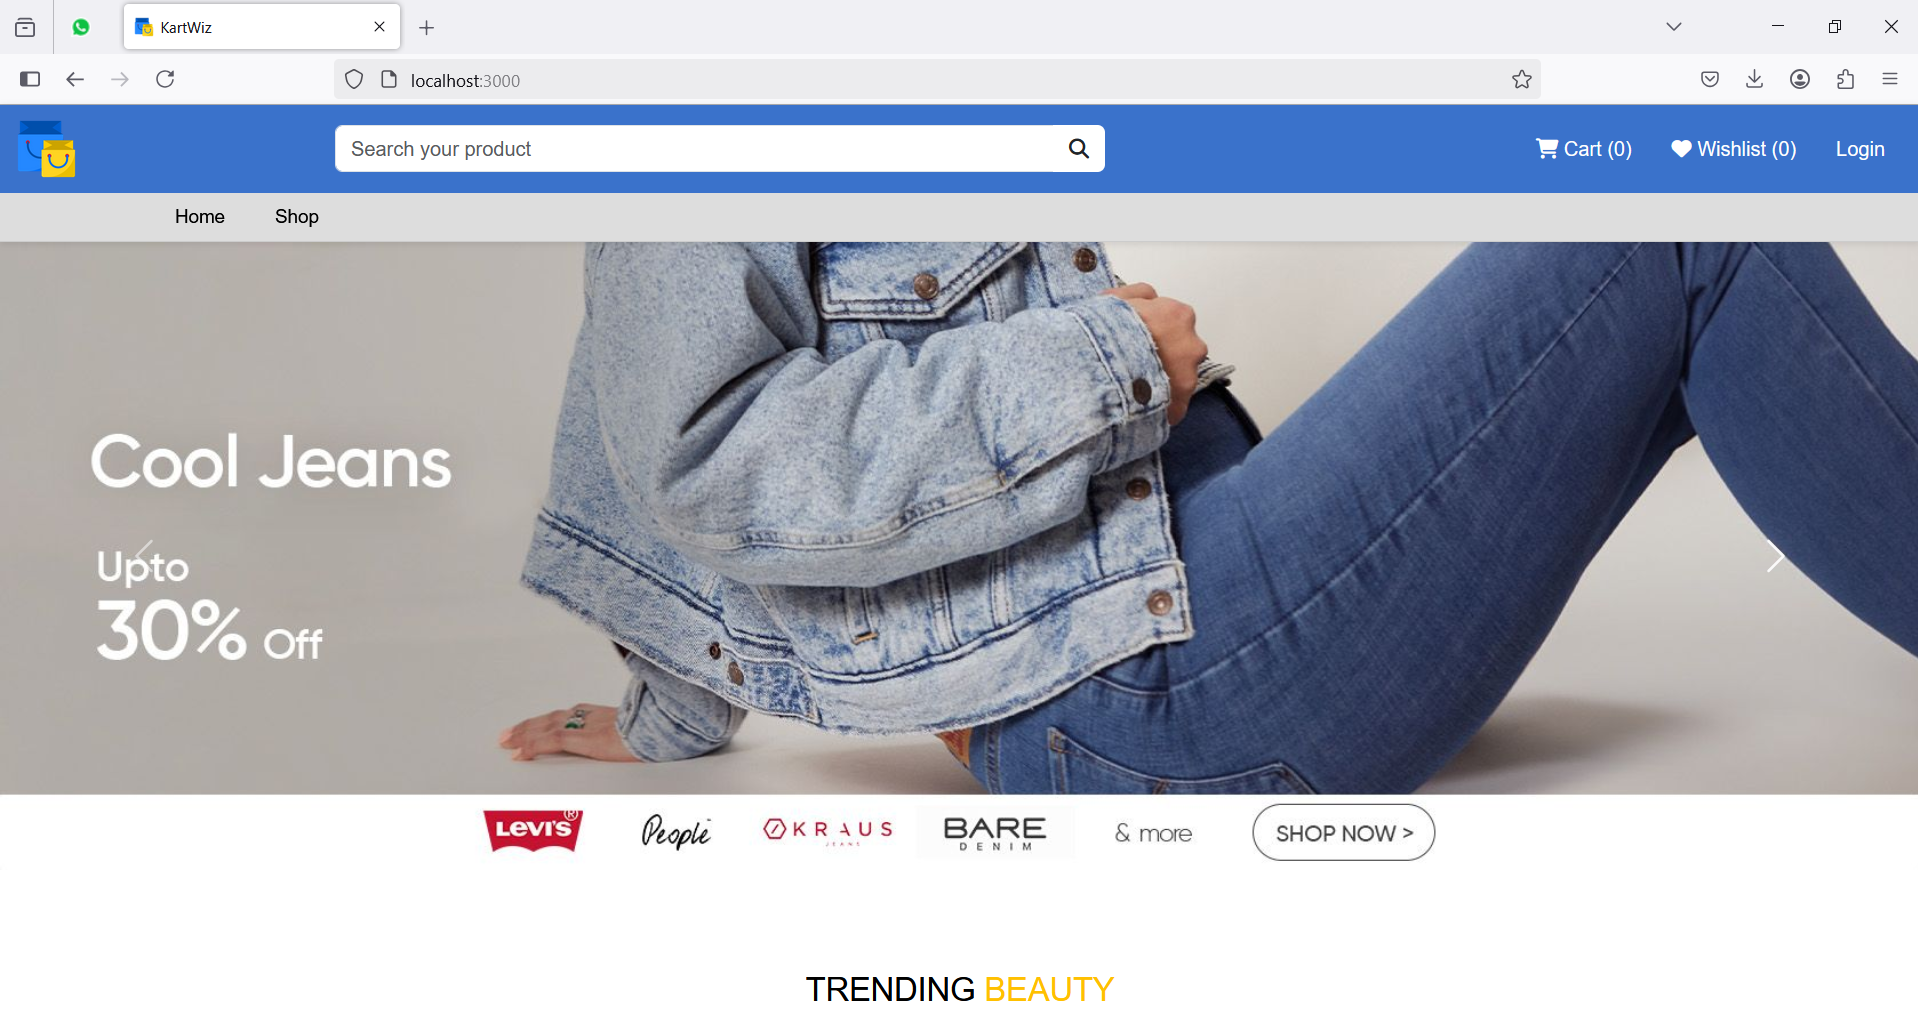 KartWiz
localhost:3000
Search your product
Cart (0)
Wishlist (0)
Login
Home
Shop
Cool Jeans
Upto
30% Off
LEVI'S®
People
KRAUS
JEANS
BARE
DENIM
& more
SHOP NOW >
TRENDING BEAUTY